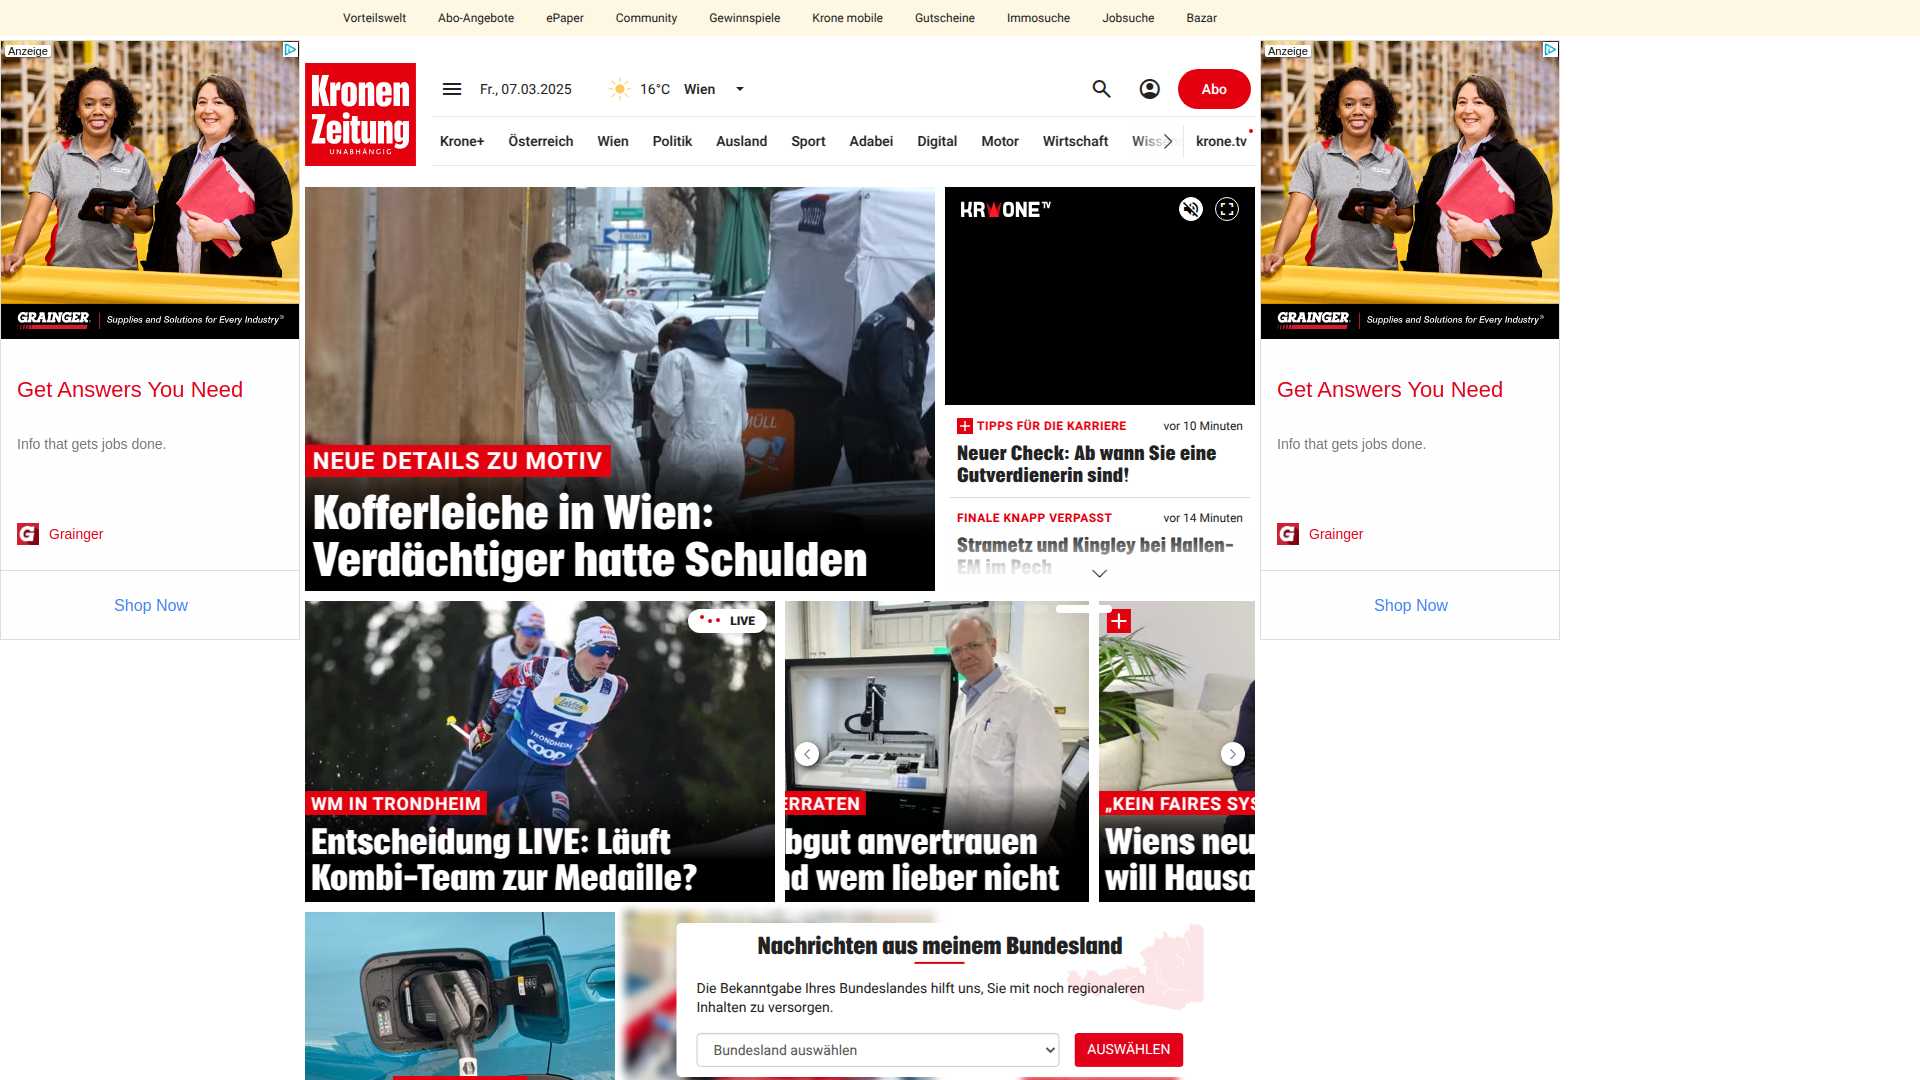 Vorteilswelt
Abo-Angebote
ePaper
Community
Gewinnspiele
Krone mobile
Gutscheine
Immosuche
Jobsuche
Bazar
Anzeige
GRAINGER
Supplies and Solutions for Every Industry®
Get Answers You Need
Info that gets jobs done.
G Grainger
Shop Now
Kronen
Zeitung
UNABHÄNGIG
Fr., 07.03.2025
16°C
Wien
Abo
Krone+
Österreich
Wien
Politik
Ausland
Sport
Adabei
Digital
Motor
Wirtschaft
Wiss
krone.tv
NEUE DETAILS ZU MOTIV
Kofferleiche in Wien:
Verdächtiger hatte Schulden
KRONE TV
TIPPS FÜR DIE KARRIERE
vor 10 Minuten
Neuer Check: Ab wann Sie eine
Gutverdienerin sind!
FINALE KNAPP VERPASST
vor 14 Minuten
Strametz und Kingley bei Hallen-
EM im Pech
LIVE
4
TRONDHEIM
coop
WM IN TRONDHEIM
Entscheidung LIVE: Läuft
Kombi-Team zur Medaille?
ERRATEN
bgut anvertrauen
nd wem lieber nicht
„KEIN FAIRES SYS
Wiens neu
will Hausa
Nachrichten aus meinem Bundesland
Die Bekanntgabe Ihres Bundeslandes hilft uns, Sie mit noch regionaleren
Inhalten zu versorgen.
Bundesland auswählen
AUSWÄHLEN
Anzeige
GRAINGER
Supplies and Solutions for Every Industry®
Get Answers You Need
Info that gets jobs done.
G Grainger
Shop Now